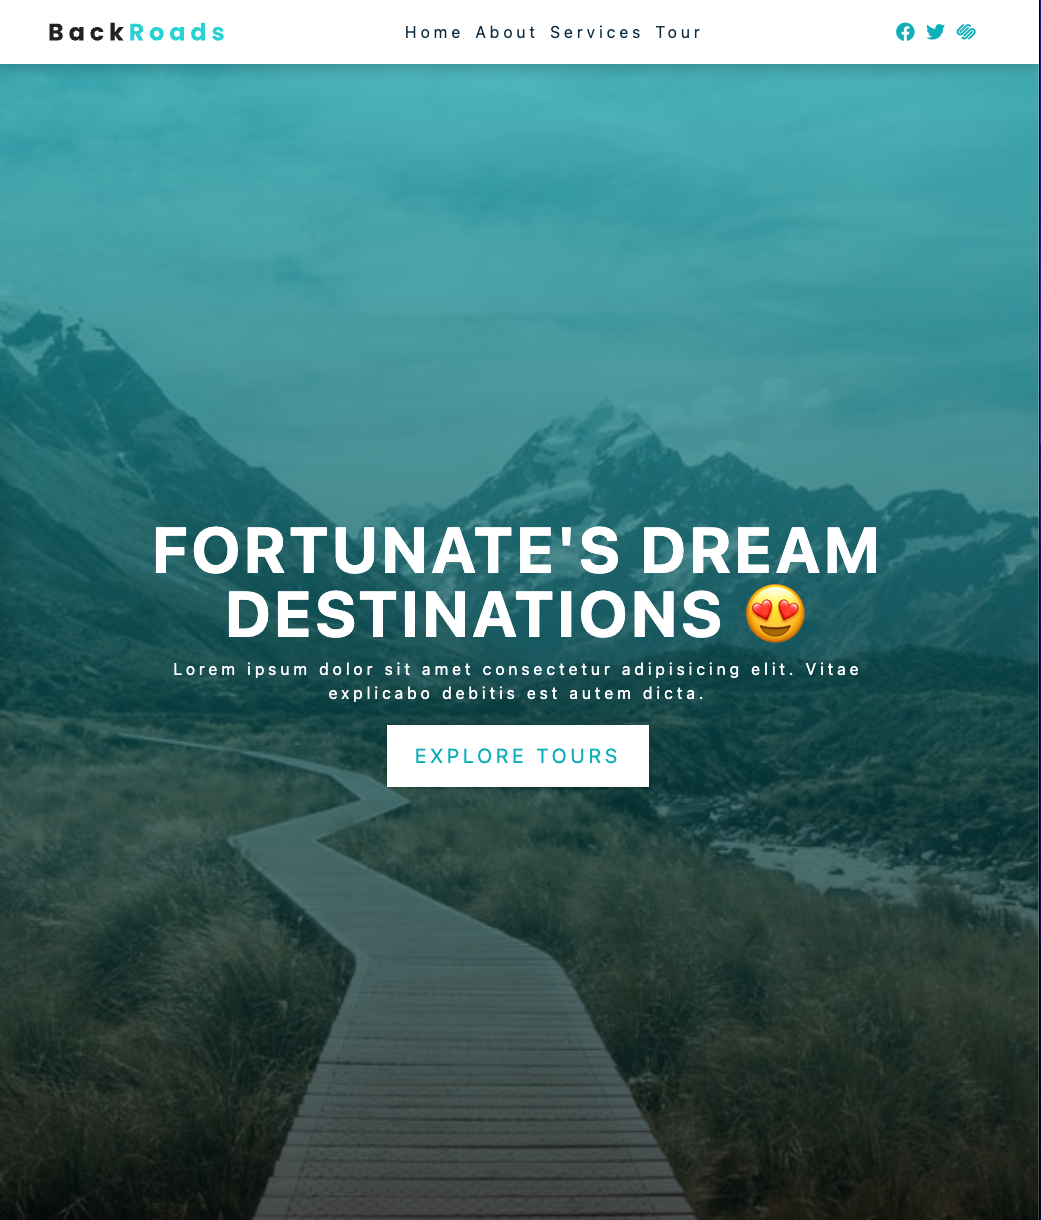 BackRoads
Home About Services Tour
FORTUNATE'S DREAM
DESTINATIONS 😍
Lorem ipsum dolor sit amet consectetur adipisicing elit. Vitae
explicabo debitis est autem dicta.
EXPLORE TOURS